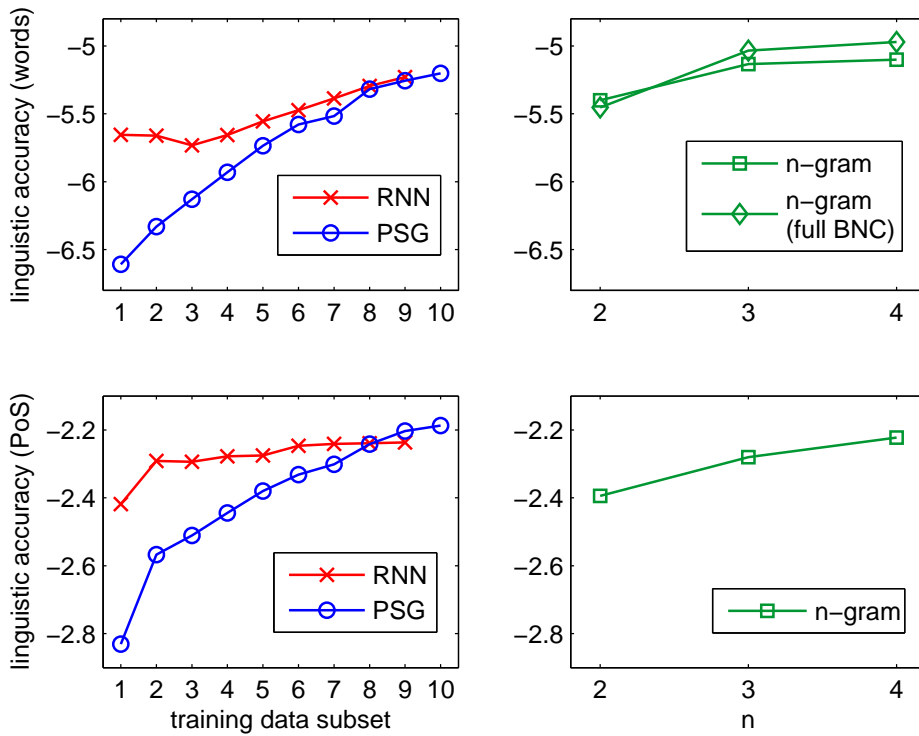 linguistic accuracy (words)
−5
−5.5
−6
−6.5
RNN
PSG
1 2 3 4 5 6 7 8 9 10
−5
−5.5
−6
−6.5
n−gram
n−gram
(full BNC)
2 3 4
linguistic accuracy (PoS)
−2.2
−2.4
−2.6
−2.8
RNN
PSG
1 2 3 4 5 6 7 8 9 10
training data subset
−2.2
−2.4
−2.6
−2.8
n−gram
2 3 4
n